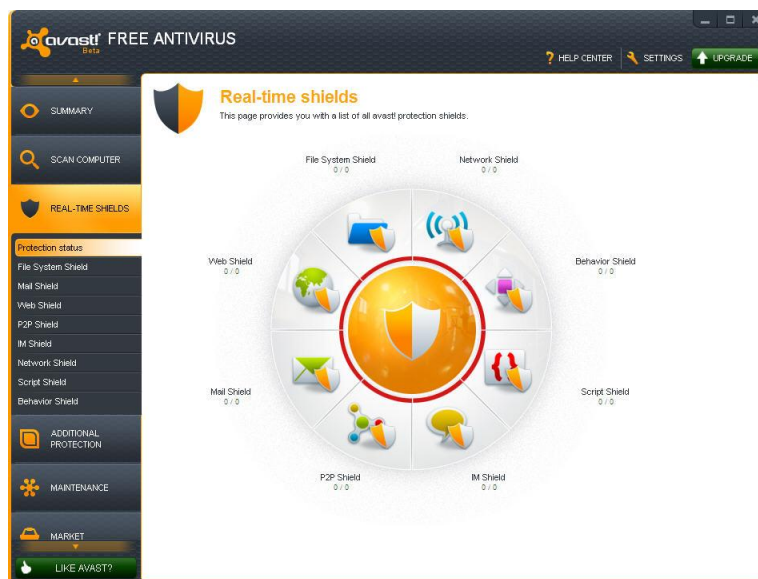 avast! FREE ANTIVIRUS
Beta
HELP CENTER
SETTINGS
UPGRADE
SUMMARY
SCAN COMPUTER
REAL-TIME SHIELDS
Protection status
File System Shield
Mail Shield
Web Shield
P2P Shield
IM Shield
Network Shield
Script Shield
Behavior Shield
ADDITIONAL
PROTECTION
MAINTENANCE
MARKET
LIKE AVAST?
Real-time shields
This page provides you with a list of all avast! protection shields.
File System Shield
0 / 0
Network Shield
0 / 0
Web Shield
0 / 0
Behavior Shield
0 / 0
Mail Shield
0 / 0
Script Shield
0 / 0
P2P Shield
0 / 0
IM Shield
0 / 0